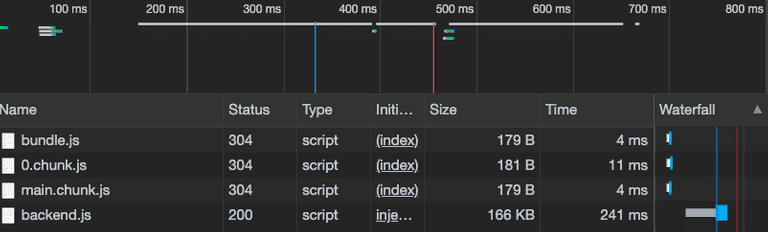 100 ms 200 ms 300 ms 400 ms 500 ms 600 ms 700 ms 800 ms
Name Status Type Initi... Size Time Waterfall ▲
bundle.js 304 script (index) 179 B 4 ms
0.chunk.js 304 script (index) 181 B 11 ms
main.chunk.js 304 script (index) 179 B 4 ms
backend.js 200 script inje... 166 KB 241 ms